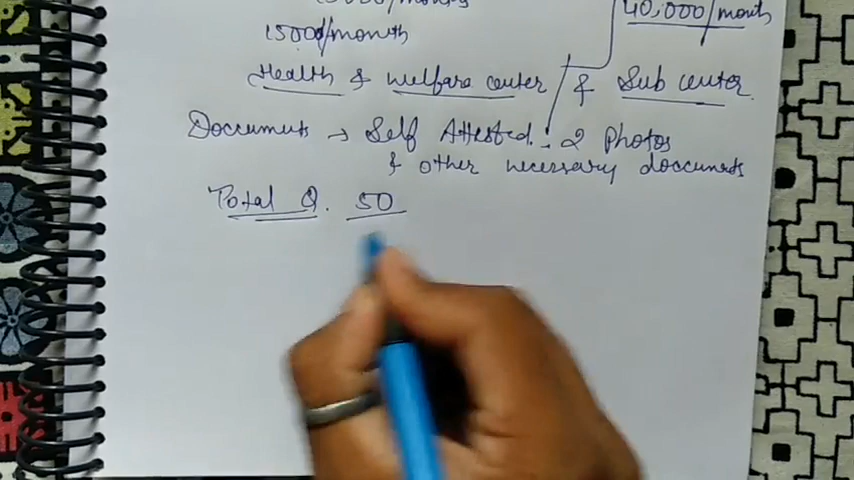 40,000/month
15000/month
Health & welfare center & Sub center
Documents → Self Attested. - 2 Photos
& other necessary documents
Total Q. 50